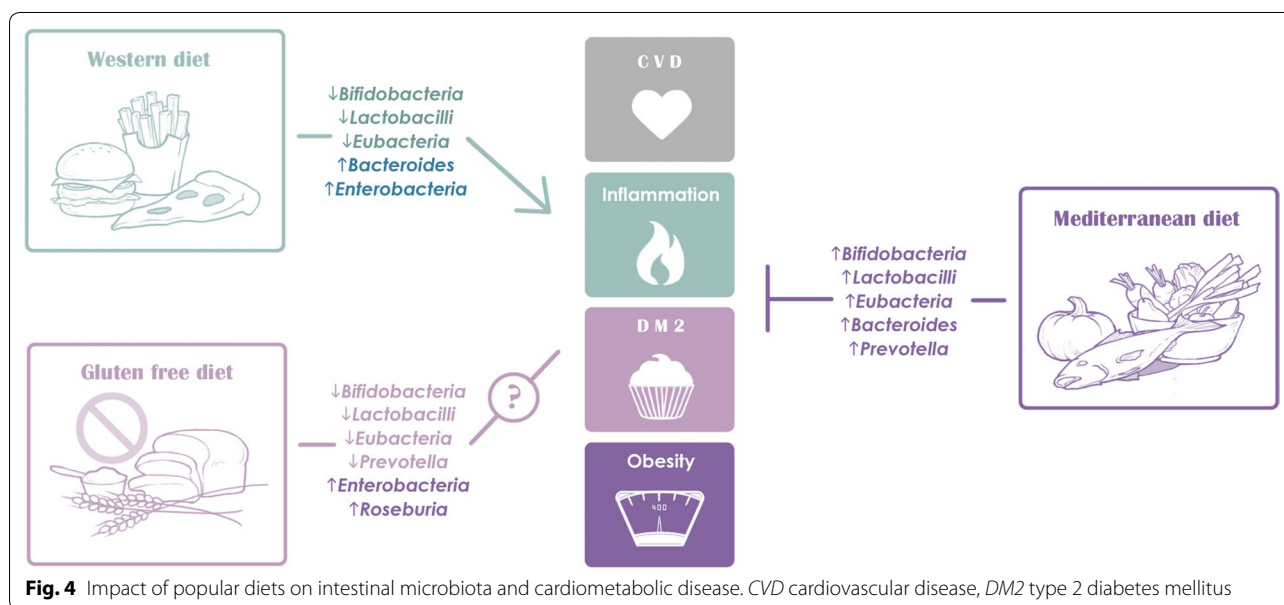 Western diet
↓Bifidobacteria
↓Lactobacilli
↓Eubacteria
↑Bacteroides
↑Enterobacteria
Gluten free diet
↓Bifidobacteria
↓Lactobacilli
↓Eubacteria
↓Prevotella
↑Enterobacteria
↑Roseburia
?
CVD
Inflammation
DM2
Obesity
400
↑Bifidobacteria
↑Lactobacilli
↑Eubacteria
↑Bacteroides
↑Prevotella
Mediterranean diet
Fig. 4 Impact of popular diets on intestinal microbiota and cardiometabolic disease. CVD cardiovascular disease, DM2 type 2 diabetes mellitus